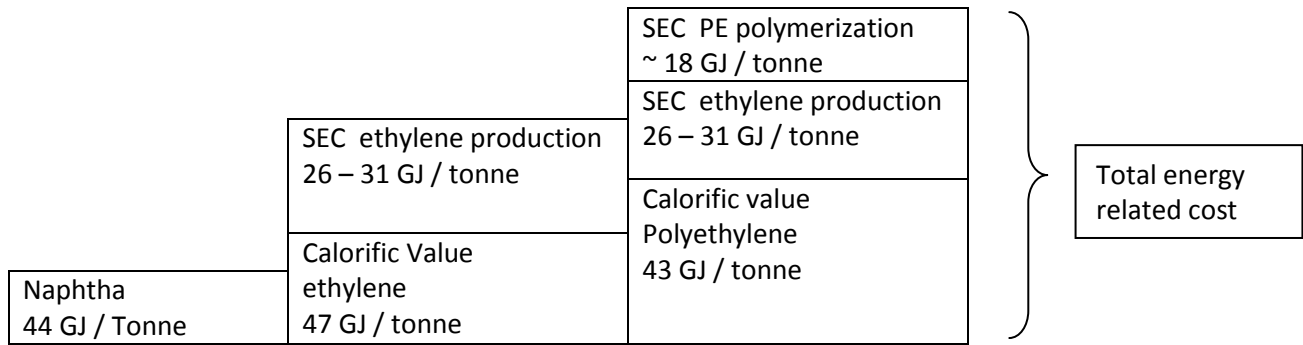 Naphtha
44 GJ / Tonne
SEC ethylene production
26 – 31 GJ / tonne
Calorific Value
ethylene
47 GJ / tonne
SEC PE polymerization
~ 18 GJ / tonne
SEC ethylene production
26 – 31 GJ / tonne
Calorific value
Polyethylene
43 GJ / tonne
Total energy
related cost